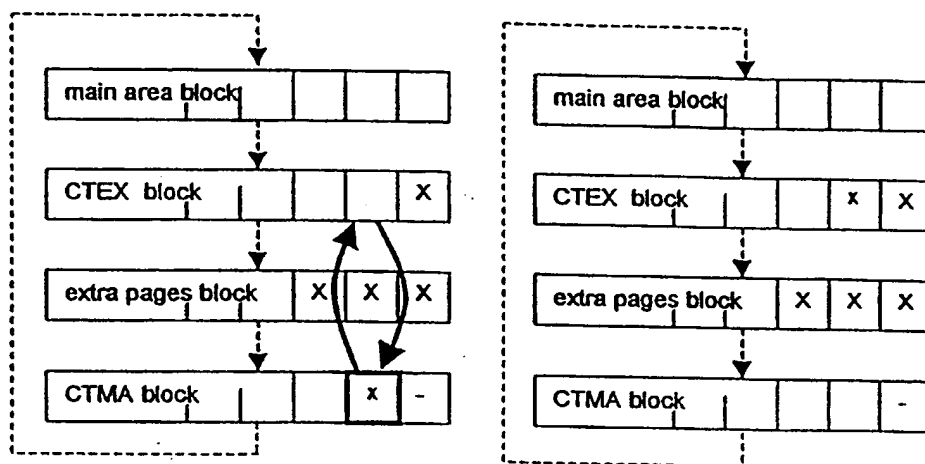 main area block
CTEX block X
extra pages block X X X
CTMA block x -
main area block
CTEX block x X
extra pages block X X X
CTMA block -